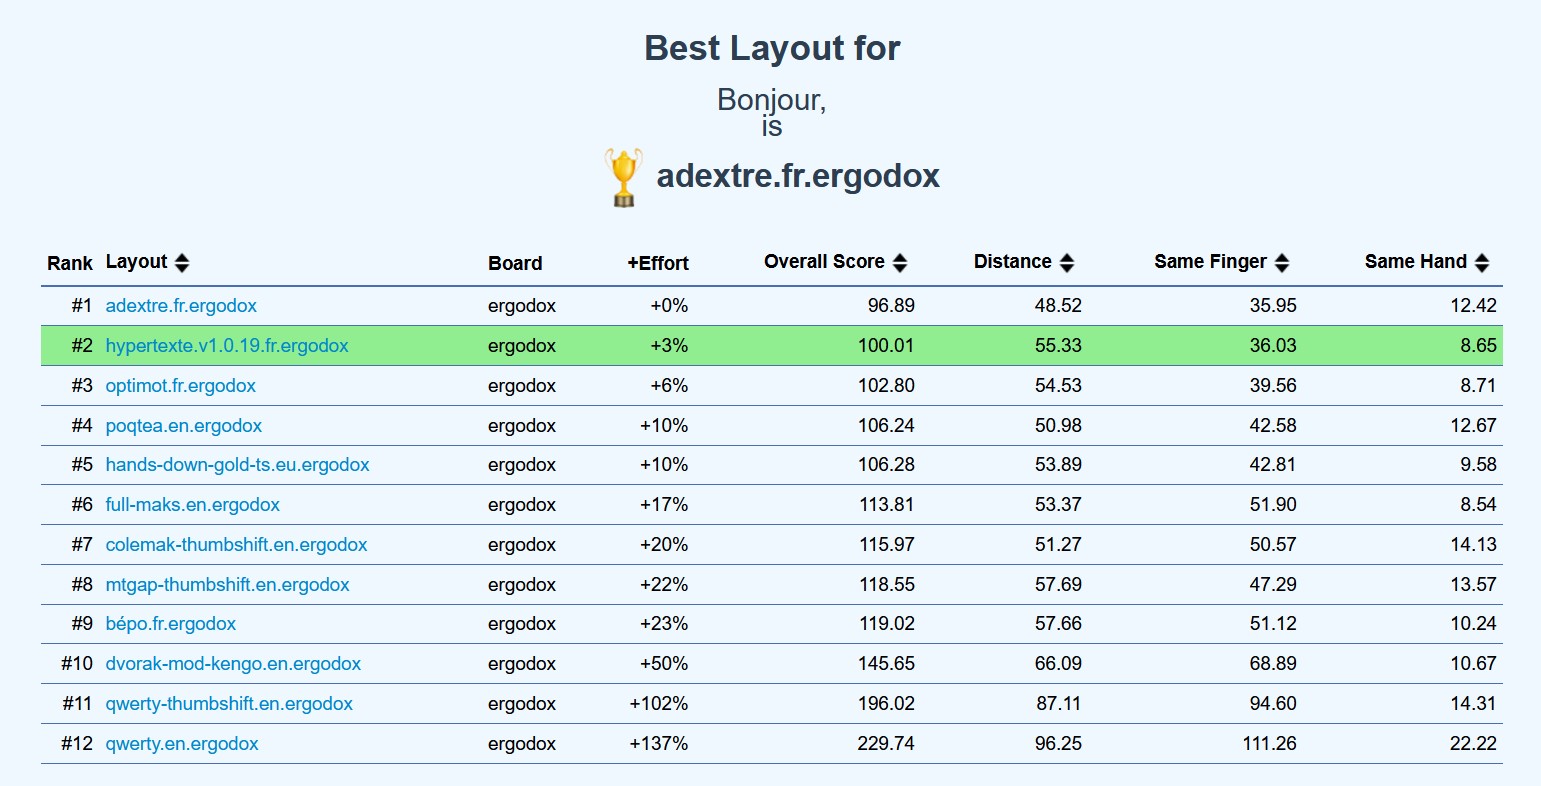 Best Layout for
Bonjour,
is
adextre.fr.ergodox
Rank Layout Board +Effort Overall Score Distance Same Finger Same Hand
#1 adextre.fr.ergodox ergodox +0% 96.89 48.52 35.95 12.42
#2 hypertexte.v1.0.19.fr.ergodox ergodox +3% 100.01 55.33 36.03 8.65
#3 optimot.fr.ergodox ergodox +6% 102.80 54.53 39.56 8.71
#4 poqtea.en.ergodox ergodox +10% 106.24 50.98 42.58 12.67
#5 hands-down-gold-ts.eu.ergodox ergodox +10% 106.28 53.89 42.81 9.58
#6 full-maks.en.ergodox ergodox +17% 113.81 53.37 51.90 8.54
#7 colemak-thumbshift.en.ergodox ergodox +20% 115.97 51.27 50.57 14.13
#8 mtgap-thumbshift.en.ergodox ergodox +22% 118.55 57.69 47.29 13.57
#9 bépo.fr.ergodox ergodox +23% 119.02 57.66 51.12 10.24
#10 dvorak-mod-kengo.en.ergodox ergodox +50% 145.65 66.09 68.89 10.67
#11 qwerty-thumbshift.en.ergodox ergodox +102% 196.02 87.11 94.60 14.31
#12 qwerty.en.ergodox ergodox +137% 229.74 96.25 111.26 22.22